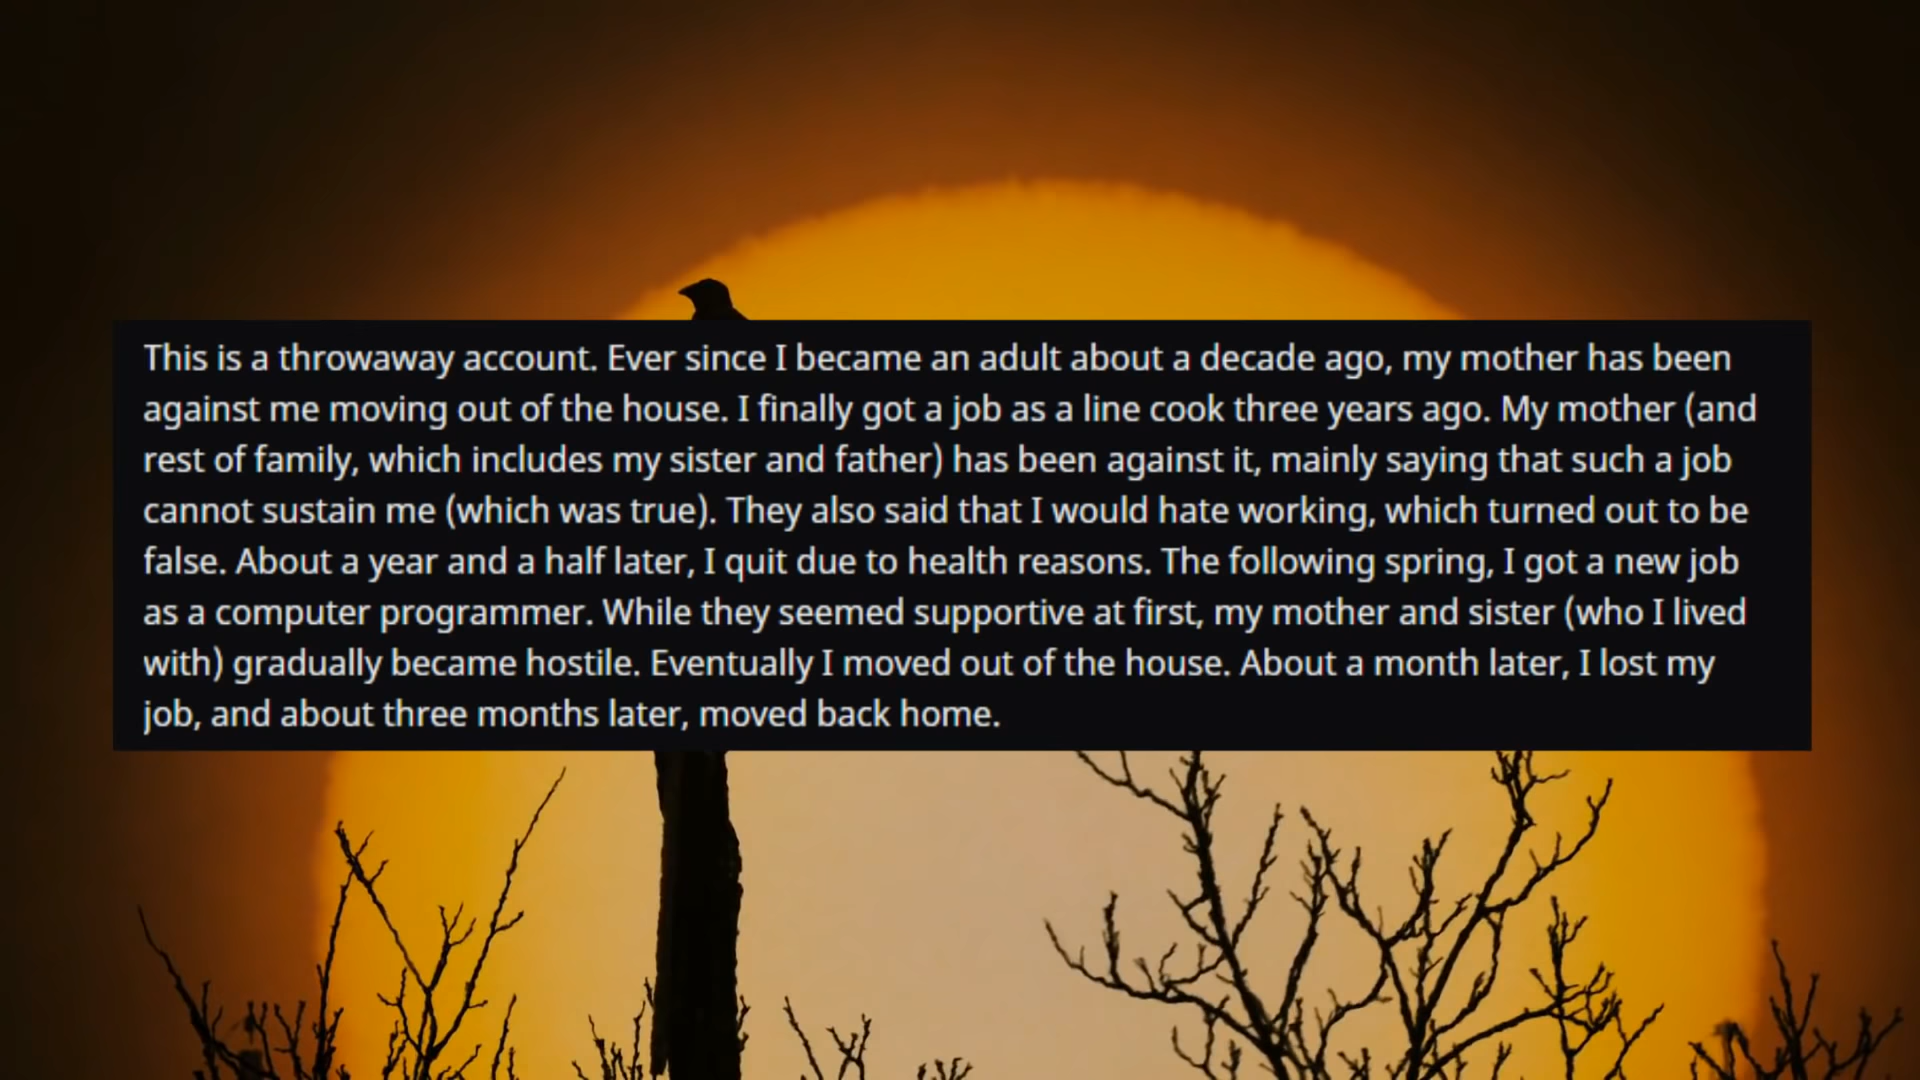 This is a throwaway account. Ever since I became an adult about a decade ago, my mother has been
against me moving out of the house. I finally got a job as a line cook three years ago. My mother (and
rest of family, which includes my sister and father) has been against it, mainly saying that such a job
cannot sustain me (which was true). They also said that I would hate working, which turned out to be
false. About a year and a half later, I quit due to health reasons. The following spring, I got a new job
as a computer programmer. While they seemed supportive at first, my mother and sister (who I lived
with) gradually became hostile. Eventually I moved out of the house. About a month later, I lost my
job, and about three months later, moved back home.